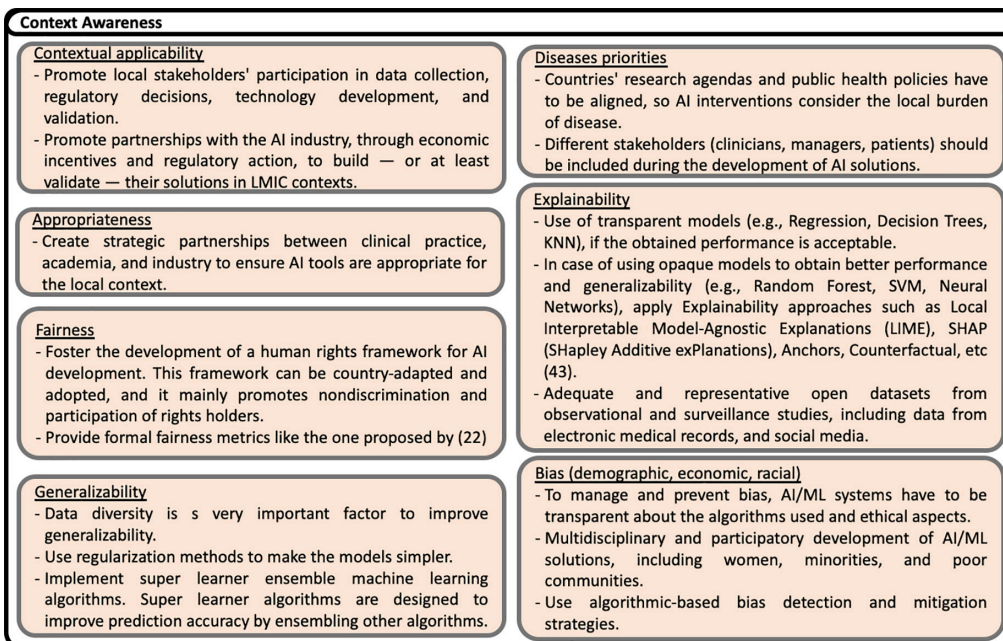 Context Awareness
Contextual applicability
- Promote local stakeholders' participation in data collection,
regulatory decisions, technology development, and
validation.
- Promote partnerships with the AI industry, through economic
incentives and regulatory action, to build — or at least
validate — their solutions in LMIC contexts.
Appropriateness
- Create strategic partnerships between clinical practice,
academia, and industry to ensure AI tools are appropriate for
the local context.
Fairness
- Foster the development of a human rights framework for AI
development. This framework can be country-adapted and
adopted, and it mainly promotes nondiscrimination and
participation of rights holders.
- Provide formal fairness metrics like the one proposed by (22)
Generalizability
- Data diversity is s very important factor to improve
generalizability.
- Use regularization methods to make the models simpler.
- Implement super learner ensemble machine learning
algorithms. Super learner algorithms are designed to
improve prediction accuracy by ensembling other algorithms.
Diseases priorities
- Countries' research agendas and public health policies have
to be aligned, so AI interventions consider the local burden
of disease.
- Different stakeholders (clinicians, managers, patients) should
be included during the development of AI solutions.
Explainability
- Use of transparent models (e.g., Regression, Decision Trees,
KNN), if the obtained performance is acceptable.
- In case of using opaque models to obtain better performance
and generalizability (e.g., Random Forest, SVM, Neural
Networks), apply Explainability approaches such as Local
Interpretable Model-Agnostic Explanations (LIME), SHAP
(SHapley Additive exPlanations), Anchors, Counterfactual, etc
(43).
- Adequate and representative open datasets from
observational and surveillance studies, including data from
electronic medical records, and social media.
Bias (demographic, economic, racial)
- To manage and prevent bias, AI/ML systems have to be
transparent about the algorithms used and ethical aspects.
- Multidisciplinary and participatory development of AI/ML
solutions, including women, minorities, and poor
communities.
- Use algorithmic-based bias detection and mitigation
strategies.